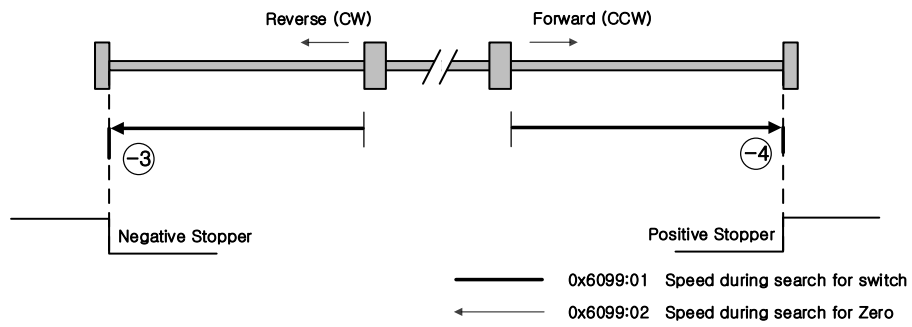 Reverse (CW)
Forward (CCW)
-3
-4
Negative Stopper
Positive Stopper
0x6099:01 Speed during search for switch
0x6099:02 Speed during search for Zero